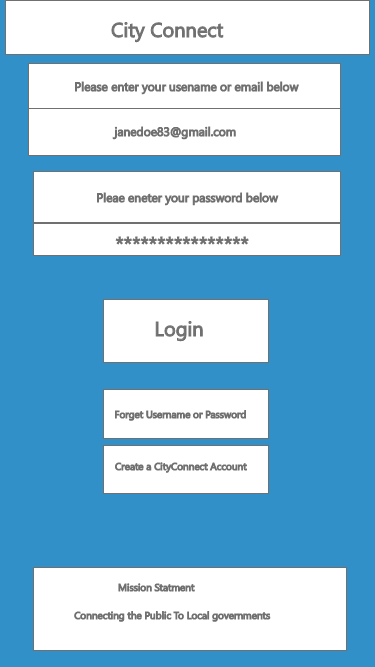 City Connect
Please enter your usename or email below
janedoe83@gmail.com
Pleae eneter your password below
****************
Login
Forget Username or Password
Create a CityConnect Account
Mission Statment
Connecting the Public To Local governments